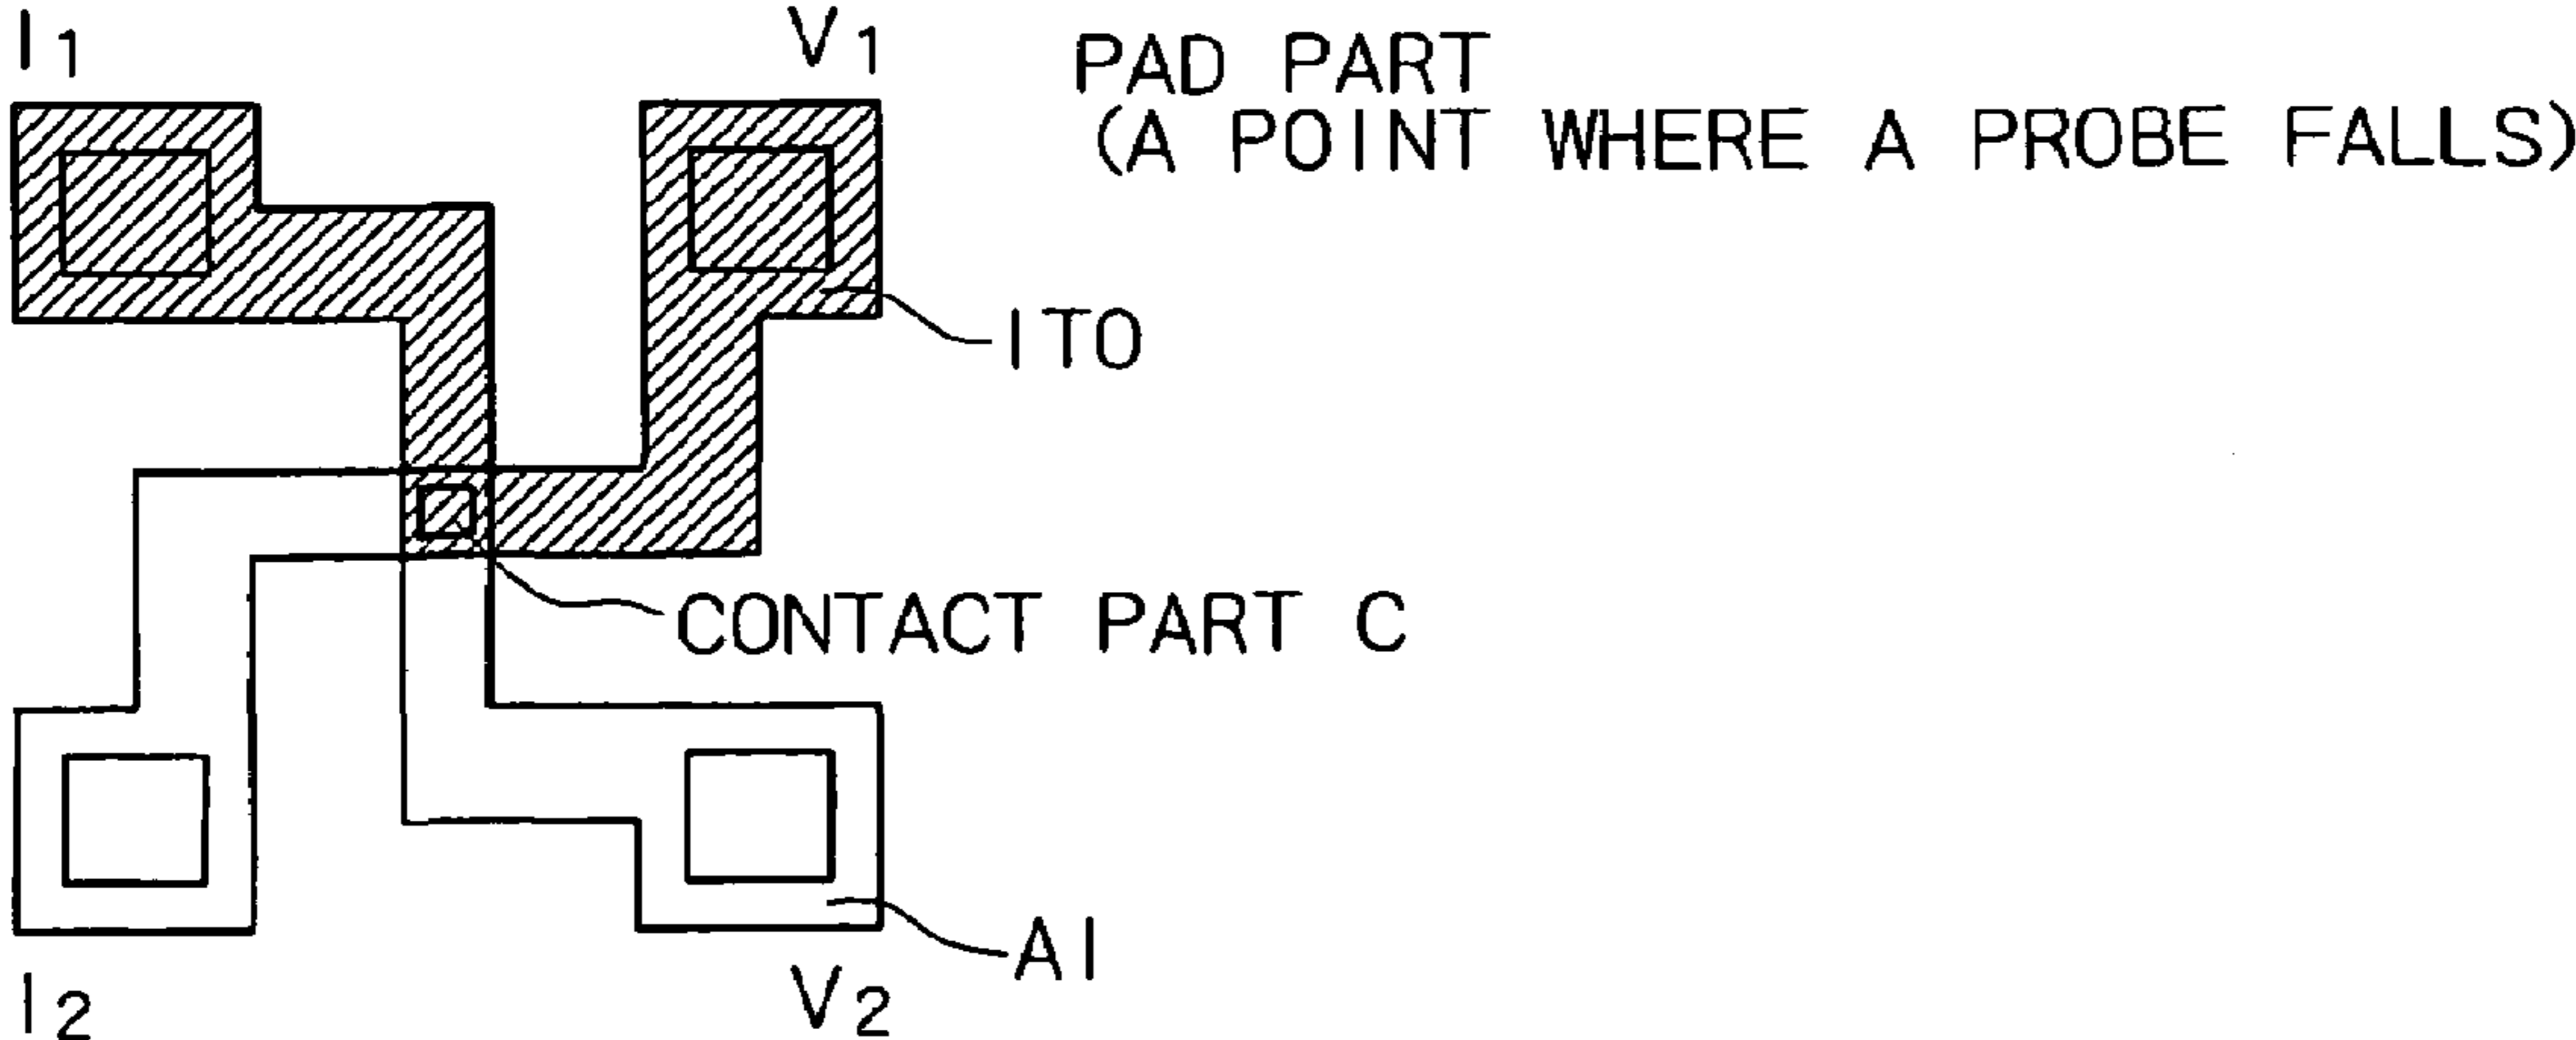 I1
V1
PAD PART
(A POINT WHERE A PROBE FALLS)
ITO
CONTACT PART C
Al
I2
V2